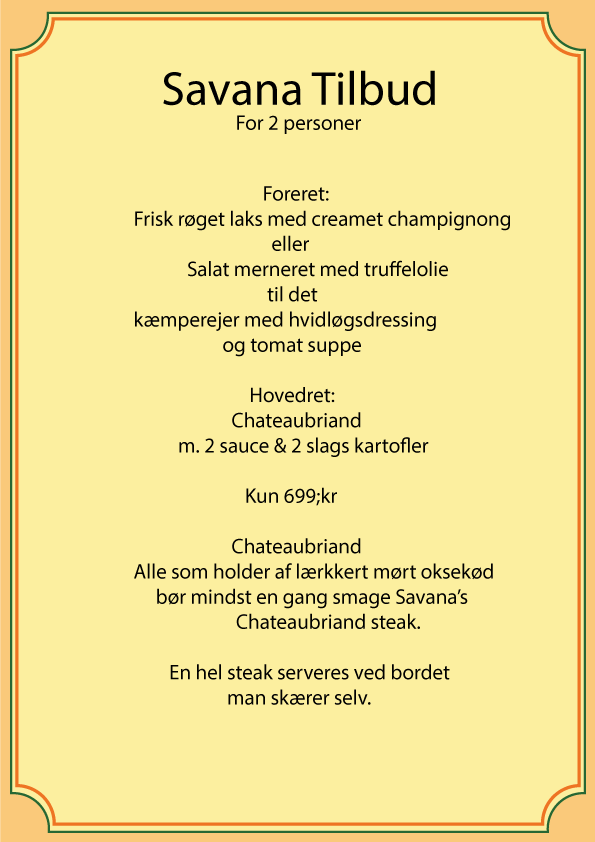 Savana Tilbud
For 2 personer
Foreret:
Frisk røget laks med creamet champignong
eller
Salat merneret med truffelolie
til det
kæmperejer med hvidløgsdressing
og tomat suppe
Hovedret:
Chateaubriand
m. 2 sauce & 2 slags kartofler
Kun 699;kr
Chateaubriand
Alle som holder af lærkkert mørt oksekød
bør mindst en gang smage Savana’s
Chateaubriand steak.
En hel steak serveres ved bordet
man skærer selv.